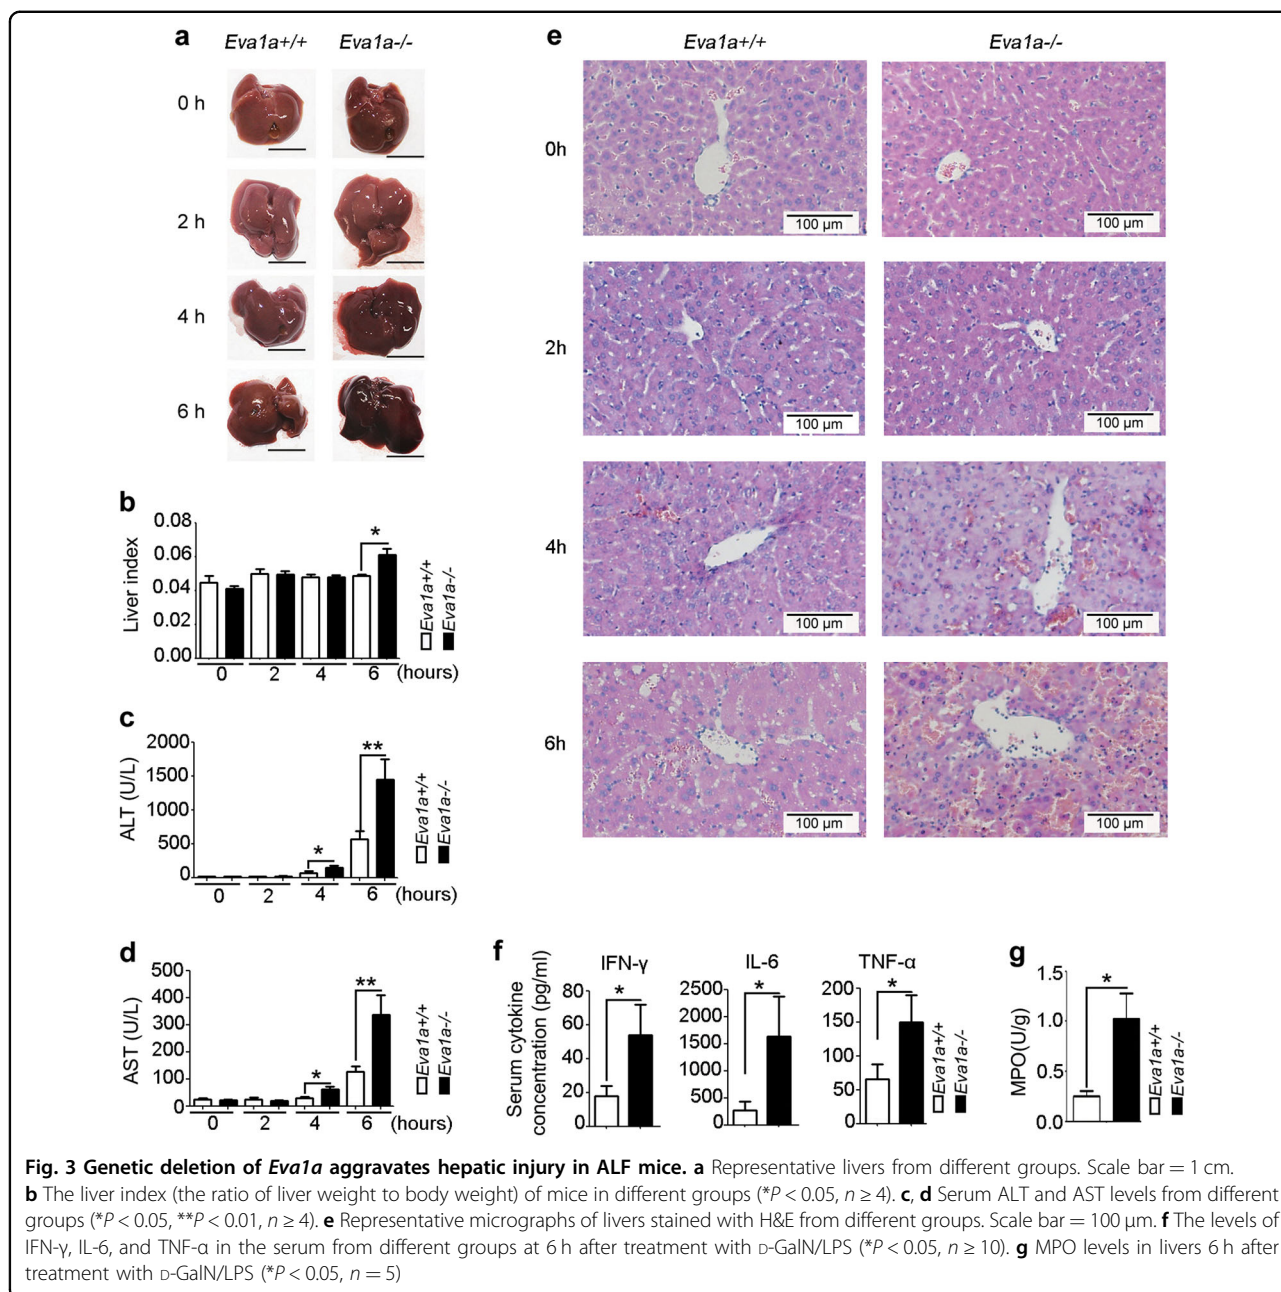 a
Eva1a+/+ Eva1a-/-
0 h
2 h
4 h
6 h
b
Liver index
0.08
0.06
0.04
0.02
0.00
*
0 2 4 6 (hours)
Eva1a+/+
Eva1a-/-
c
ALT (U/L)
2000
1500
1000
500
0
*
**
0 2 4 6 (hours)
Eva1a+/+
Eva1a-/-
d
AST (U/L)
500
400
300
200
100
0
*
**
0 2 4 6 (hours)
Eva1a+/+
Eva1a-/-
e
Eva1a+/+ Eva1a-/-
0h
100 µm 100 µm
2h
100 µm 100 µm
4h
100 µm 100 µm
6h
100 µm 100 µm
f
Serum cytokine
concentration (pg/ml)
IFN-γ
80
60
40
20
0
*
IL-6
2500
2000
1500
1000
500
0
*
TNF-α
200
150
100
50
0
*
Eva1a+/+
Eva1a-/-
g
MPO(U/g)
1.5
1.0
0.5
0.0
*
Eva1a+/+
Eva1a-/-
Fig. 3 Genetic deletion of Eva1a aggravates hepatic injury in ALF mice. a Representative livers from different groups. Scale bar = 1 cm.
b The liver index (the ratio of liver weight to body weight) of mice in different groups (*P < 0.05, n ≥ 4). c, d Serum ALT and AST levels from different
groups (*P < 0.05, **P < 0.01, n ≥ 4). e Representative micrographs of livers stained with H&E from different groups. Scale bar = 100 µm. f The levels of
IFN-γ, IL-6, and TNF-α in the serum from different groups at 6 h after treatment with D-GalN/LPS (*P < 0.05, n ≥ 10). g MPO levels in livers 6 h after
treatment with D-GalN/LPS (*P < 0.05, n = 5)